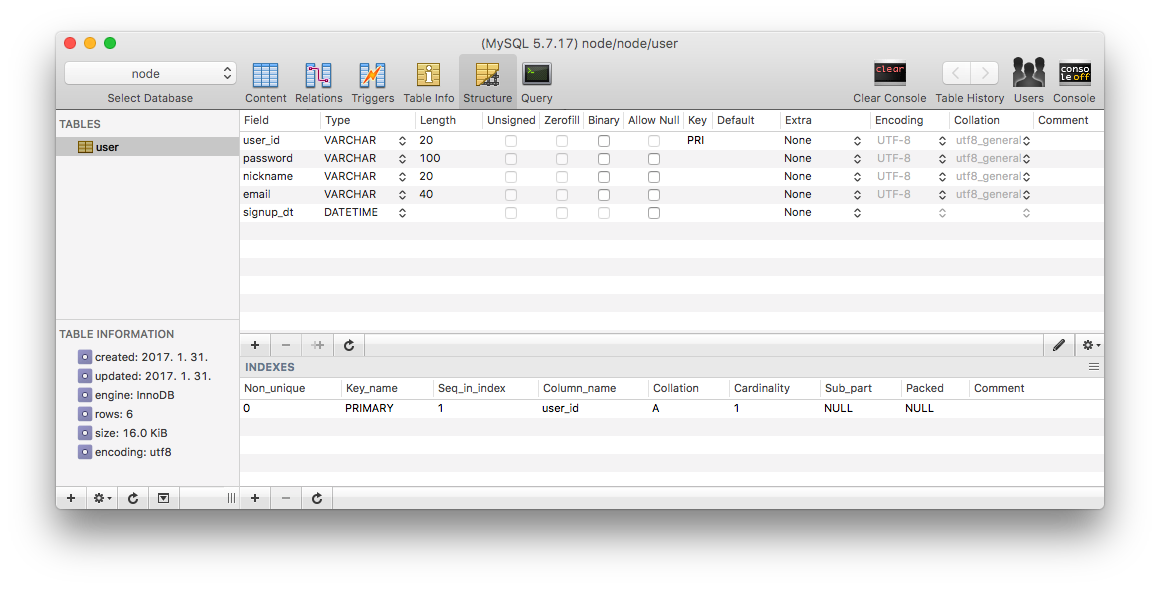 (MySQL 5.7.17) node/node/user
node
Select Database
Content Relations Triggers Table Info Structure Query
clear
conso
le off
Clear Console Table History Users Console
TABLES
user
Field Type Length Unsigned Zerofill Binary Allow Null Key Default Extra Encoding Collation Comment
user_id VARCHAR 20 PRI None UTF-8 utf8_general
password VARCHAR 100 None UTF-8 utf8_general
nickname VARCHAR 20 None UTF-8 utf8_general
email VARCHAR 40 None UTF-8 utf8_general
signup_dt DATETIME None
TABLE INFORMATION
created: 2017. 1. 31.
updated: 2017. 1. 31.
engine: InnoDB
rows: 6
size: 16.0 KiB
encoding: utf8
INDEXES
Non_unique Key_name Seq_in_index Column_name Collation Cardinality Sub_part Packed Comment
0 PRIMARY 1 user_id A 1 NULL NULL